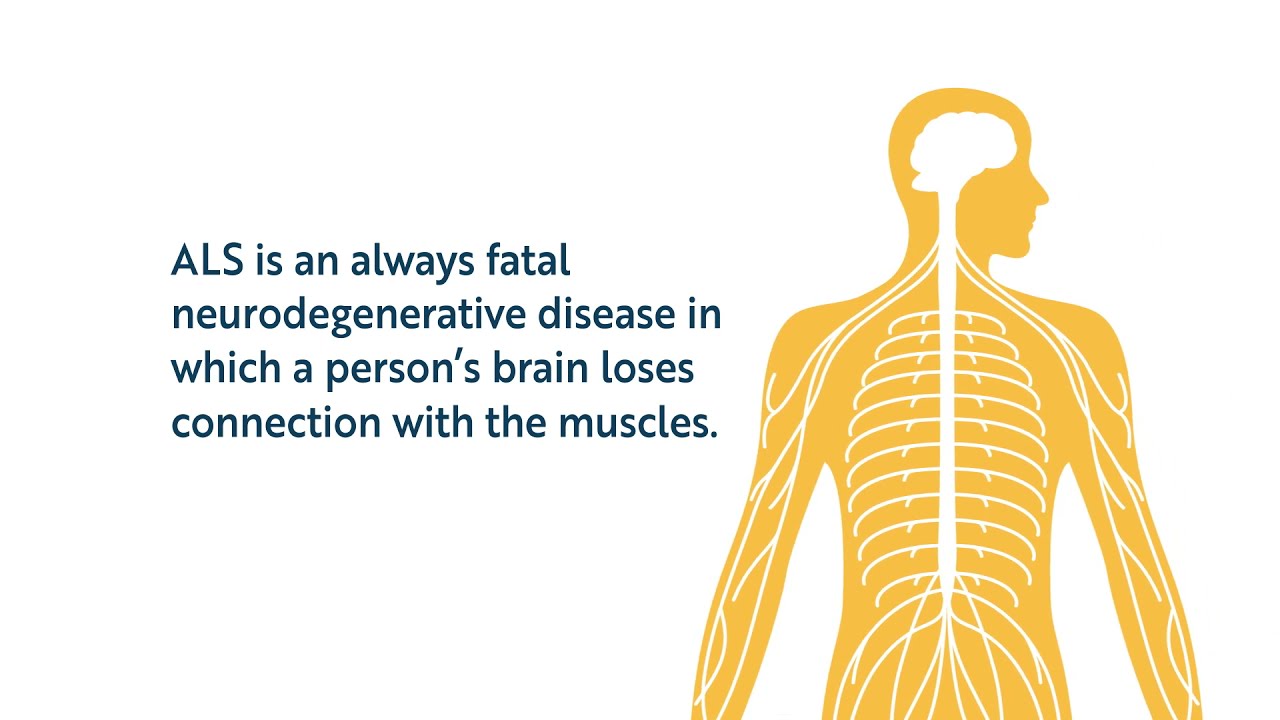 ALS is an always fatal
neurodegenerative disease in
which a person’s brain loses
connection with the muscles.